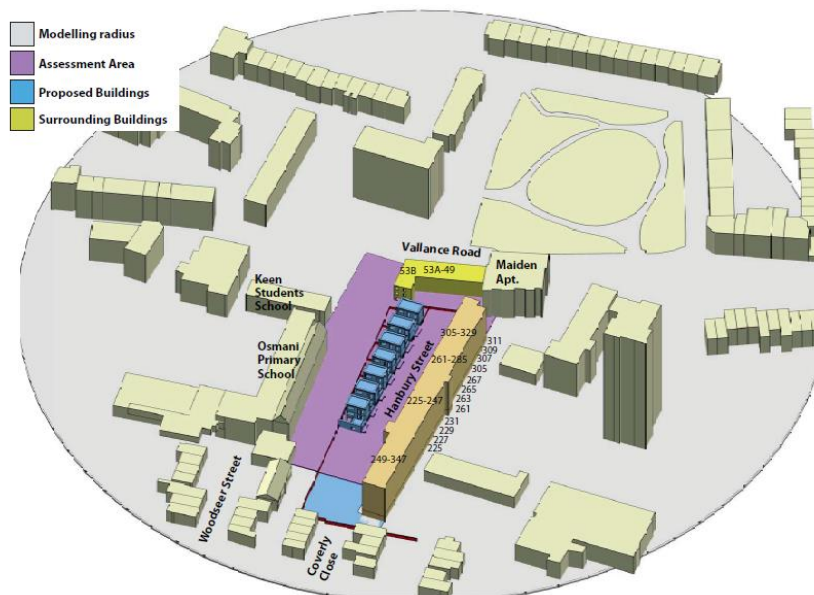 Modelling radius
Assessment Area
Proposed Buildings
Surrounding Buildings
Vallance Road
53B
53A-49
Maiden
Apt.
Keen
Students
School
Osmani
Primary
School
Hanbury Street
305-329
261-285
225-247
249-347
311
309
307
305
267
265
263
261
231
229
227
225
Woodseer Street
Coverly
Close